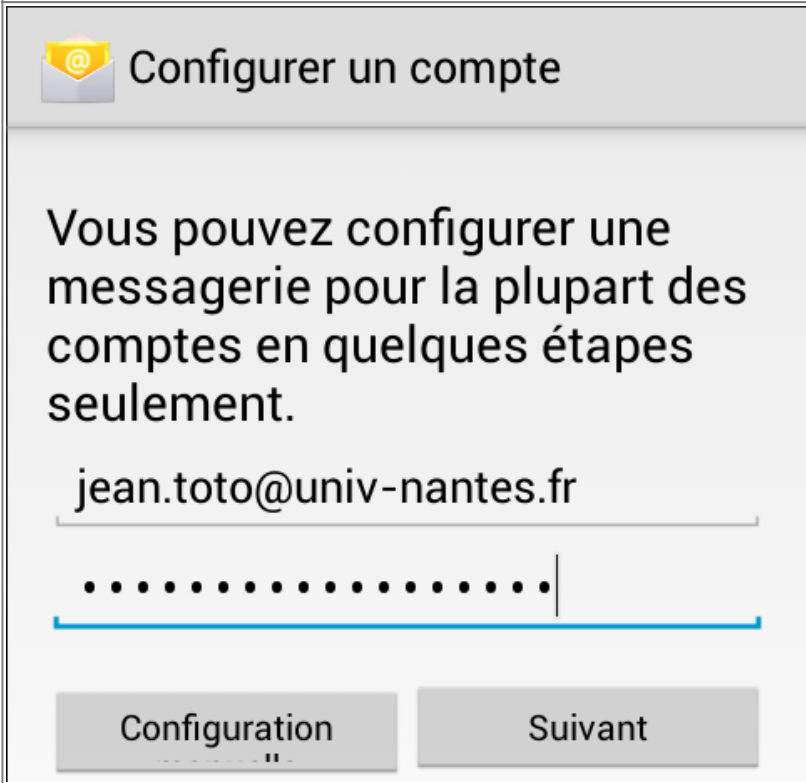 Configurer un compte
Vous pouvez configurer une
messagerie pour la plupart des
comptes en quelques étapes
seulement.
jean.toto@univ-nantes.fr
••••••••••••••••••
Configuration
Suivant